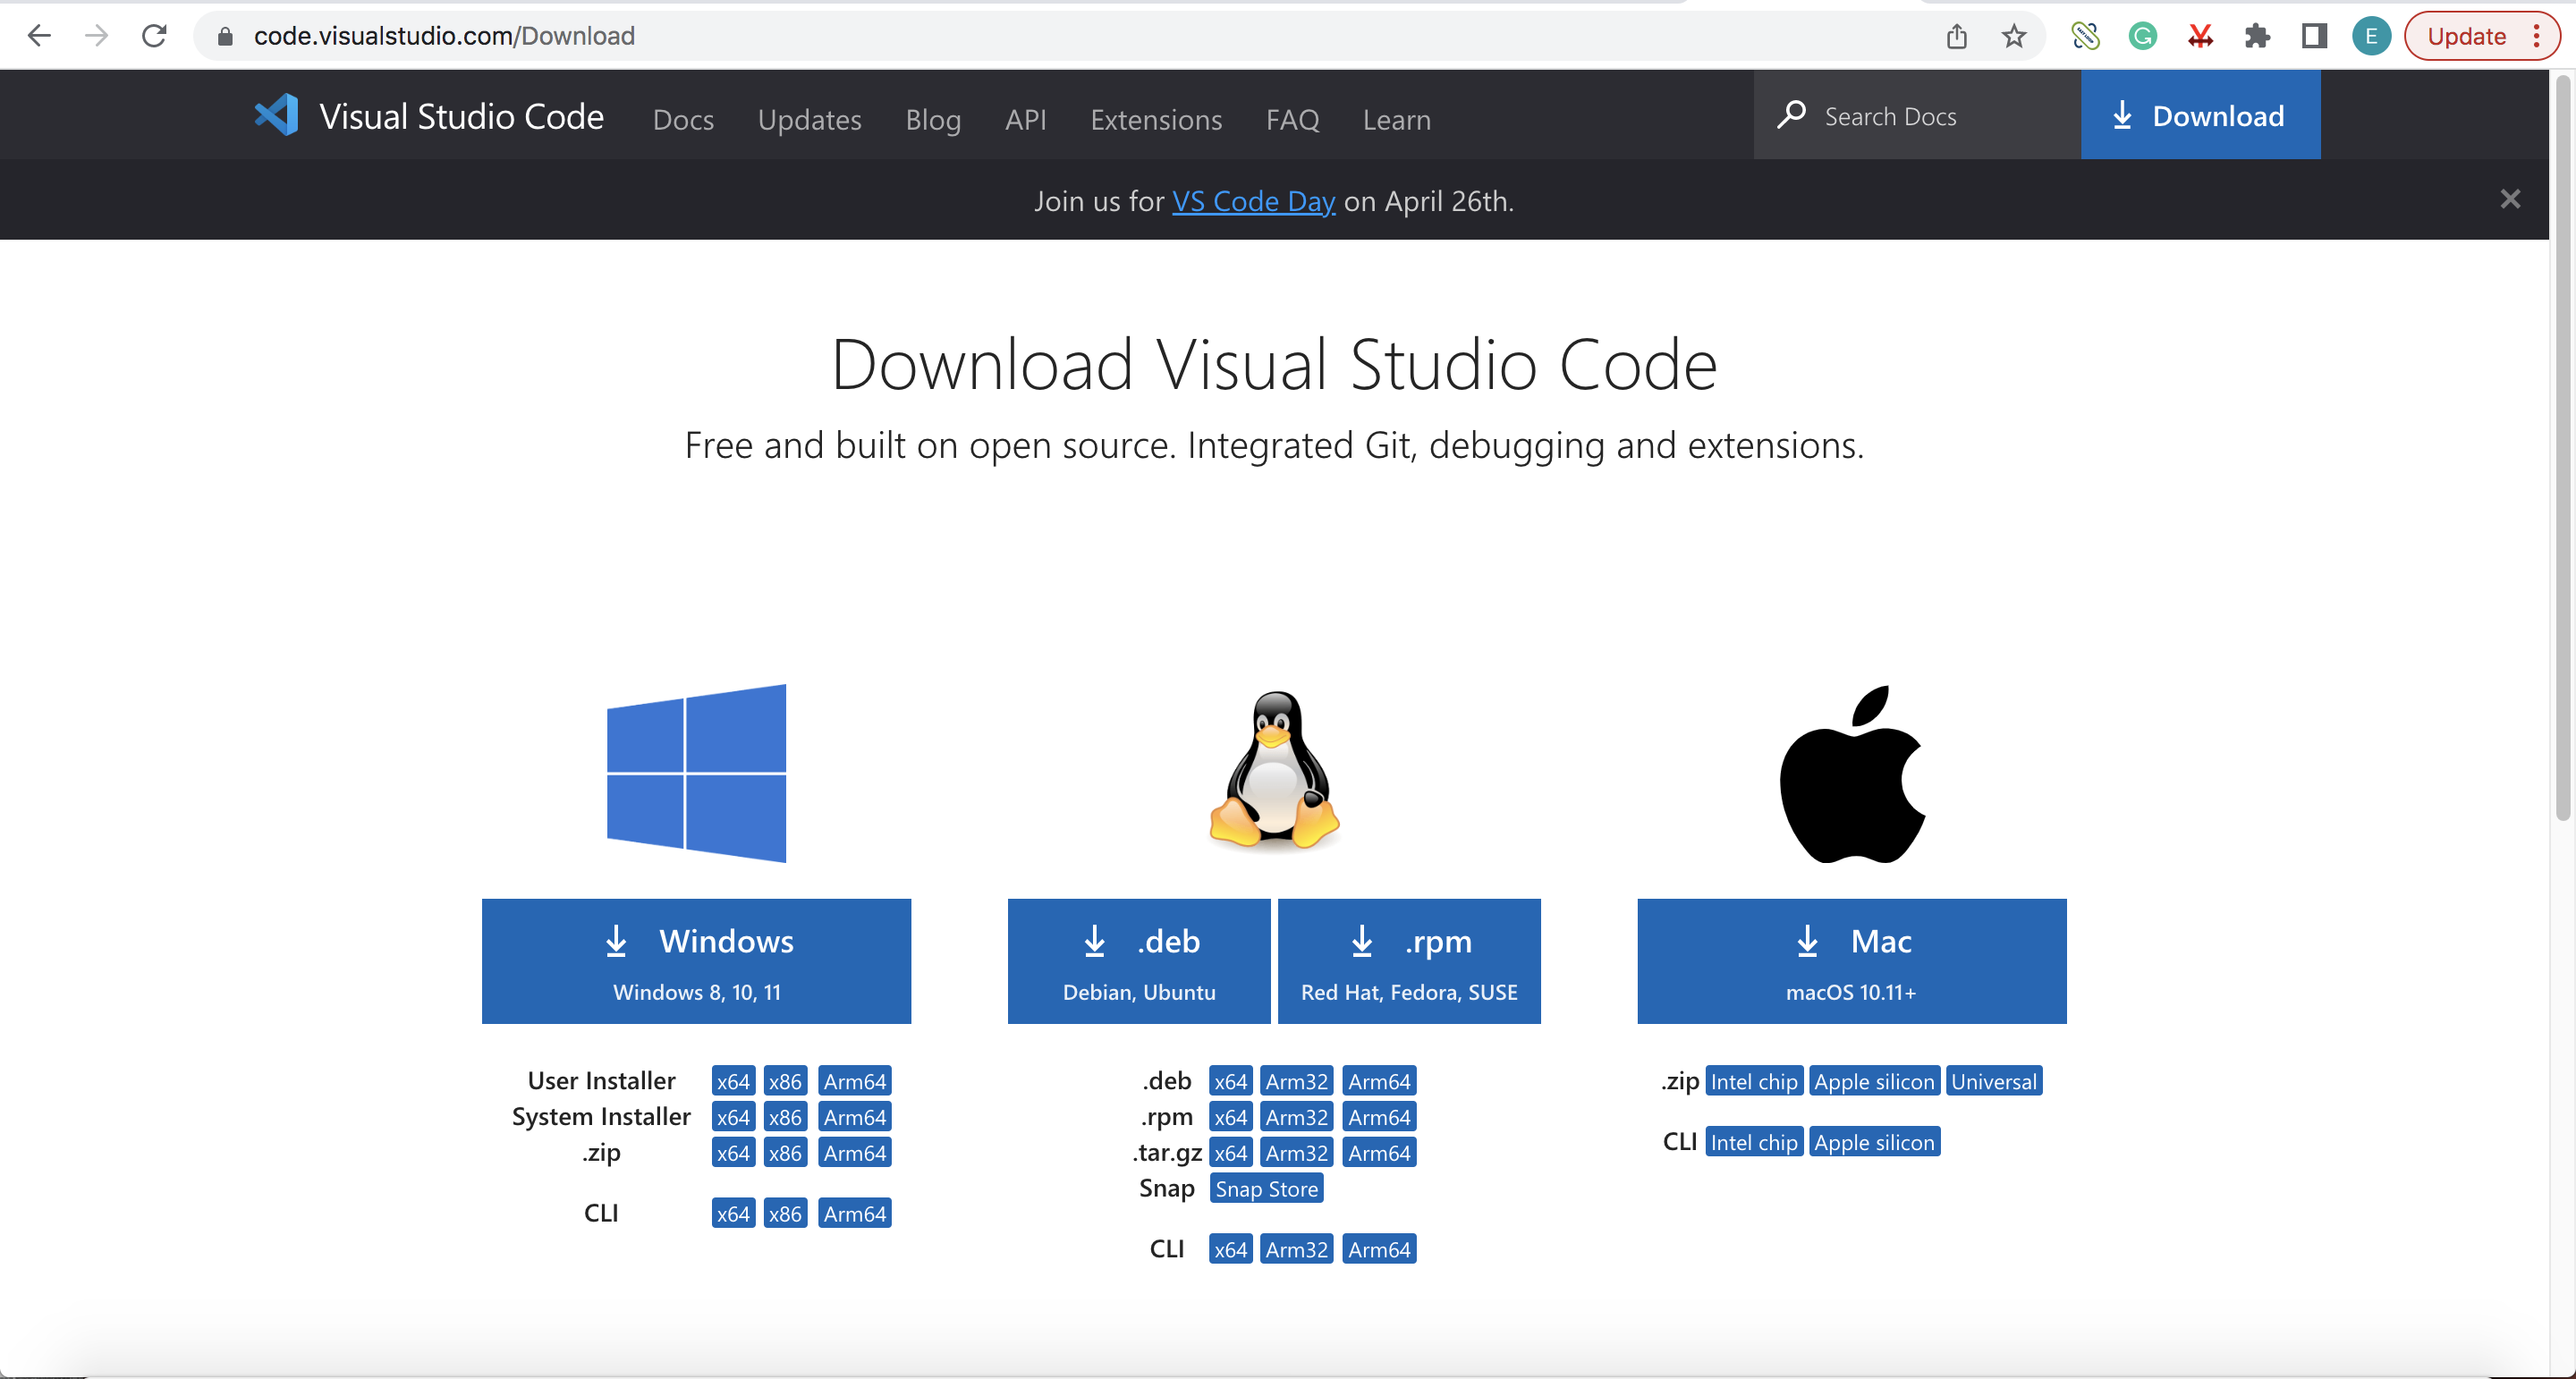 code.visualstudio.com/Download
E
Update
Visual Studio Code Docs Updates Blog API Extensions FAQ Learn Search Docs Download
Join us for VS Code Day on April 26th.
Download Visual Studio Code
Free and built on open source. Integrated Git, debugging and extensions.
Windows
Windows 8, 10, 11
User Installer x64 x86 Arm64
System Installer x64 x86 Arm64
.zip x64 x86 Arm64
CLI x64 x86 Arm64
.deb
Debian, Ubuntu
.rpm
Red Hat, Fedora, SUSE
.deb x64 Arm32 Arm64
.rpm x64 Arm32 Arm64
.tar.gz x64 Arm32 Arm64
Snap Snap Store
CLI x64 Arm32 Arm64
Mac
macOS 10.11+
.zip Intel chip Apple silicon Universal
CLI Intel chip Apple silicon